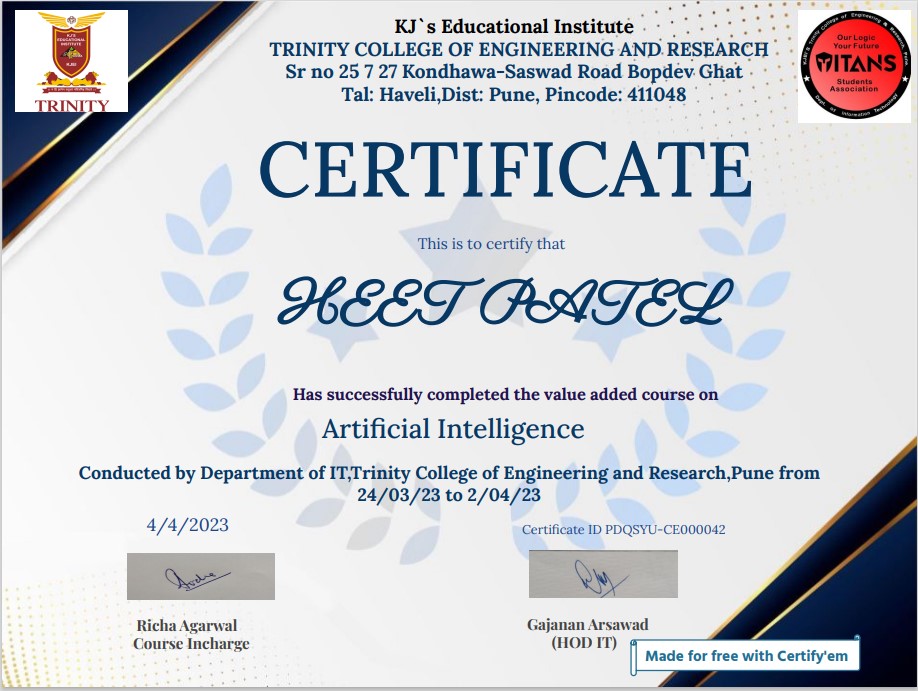 KJ's
EDUCATIONAL
INSTITUTE
KJEI
TRINITY
KJ`s Educational Institute
TRINITY COLLEGE OF ENGINEERING AND RESEARCH
Sr no 25 7 27 Kondhawa-Saswad Road Bopdev Ghat
Tal: Haveli,Dist: Pune, Pincode: 411048
KJEI's Trinity College of Engineering & Research, Pune
Our Logic
Your Future
TITANS
Students
Association
Dept. of Information Technology
CERTIFICATE
This is to certify that
HEET PATEL
Has successfully completed the value added course on
Artificial Intelligence
Conducted by Department of IT,Trinity College of Engineering and Research,Pune from
24/03/23 to 2/04/23
4/4/2023
Certificate ID PDQSYU-CE000042
Richa Agarwal
Course Incharge
Gajanan Arsawad
(HOD IT)
Made for free with Certify'em